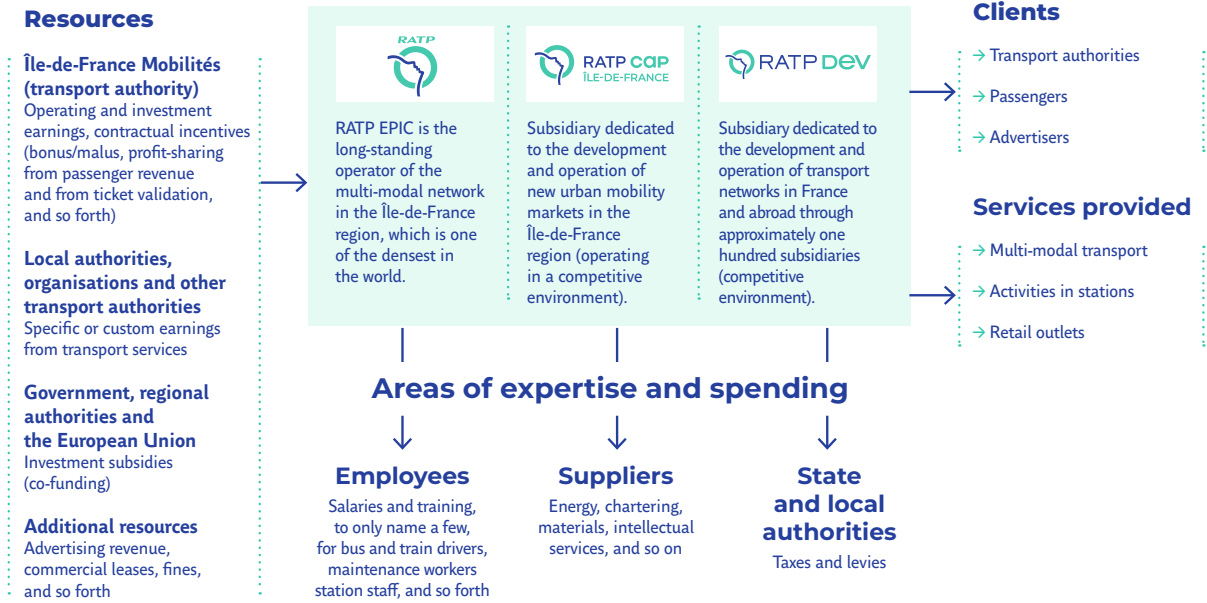 Resources
Île-de-France Mobilités
(transport authority)
Operating and investment
earnings, contractual incentives
(bonus/malus, profit-sharing
from passenger revenue
and from ticket validation,
and so forth)
Local authorities,
organisations and other
transport authorities
Specific or custom earnings
from transport services
Government, regional
authorities and
the European Union
Investment subsidies
(co-funding)
Additional resources
Advertising revenue,
commercial leases, fines,
and so forth
RATP
RATP EPIC is the
long-standing
operator of the
multi-modal network
in the Île-de-France
region, which is one
of the densest in
the world.
RATP CAP
ÎLE-DE-FRANCE
Subsidiary dedicated
to the development
and operation of
new urban mobility
markets in the
Île-de-France
region (operating
in a competitive
environment).
RATP DEV
Subsidiary dedicated to
the development and
operation of transport
networks in France
and abroad through
approximately one
hundred subsidiaries
(competitive
environment).
Areas of expertise and spending
Employees
Salaries and training,
to only name a few,
for bus and train drivers,
maintenance workers
station staff, and so forth
Suppliers
Energy, chartering,
materials, intellectual
services, and so on
State
and local
authorities
Taxes and levies
Clients
→ Transport authorities
→ Passengers
→ Advertisers
Services provided
→ Multi-modal transport
→ Activities in stations
→ Retail outlets